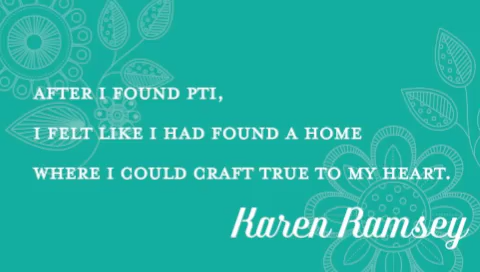 AFTER I FOUND PTI,
I FELT LIKE I HAD FOUND A HOME
WHERE I COULD CRAFT TRUE TO MY HEART.
Karen Ramsey